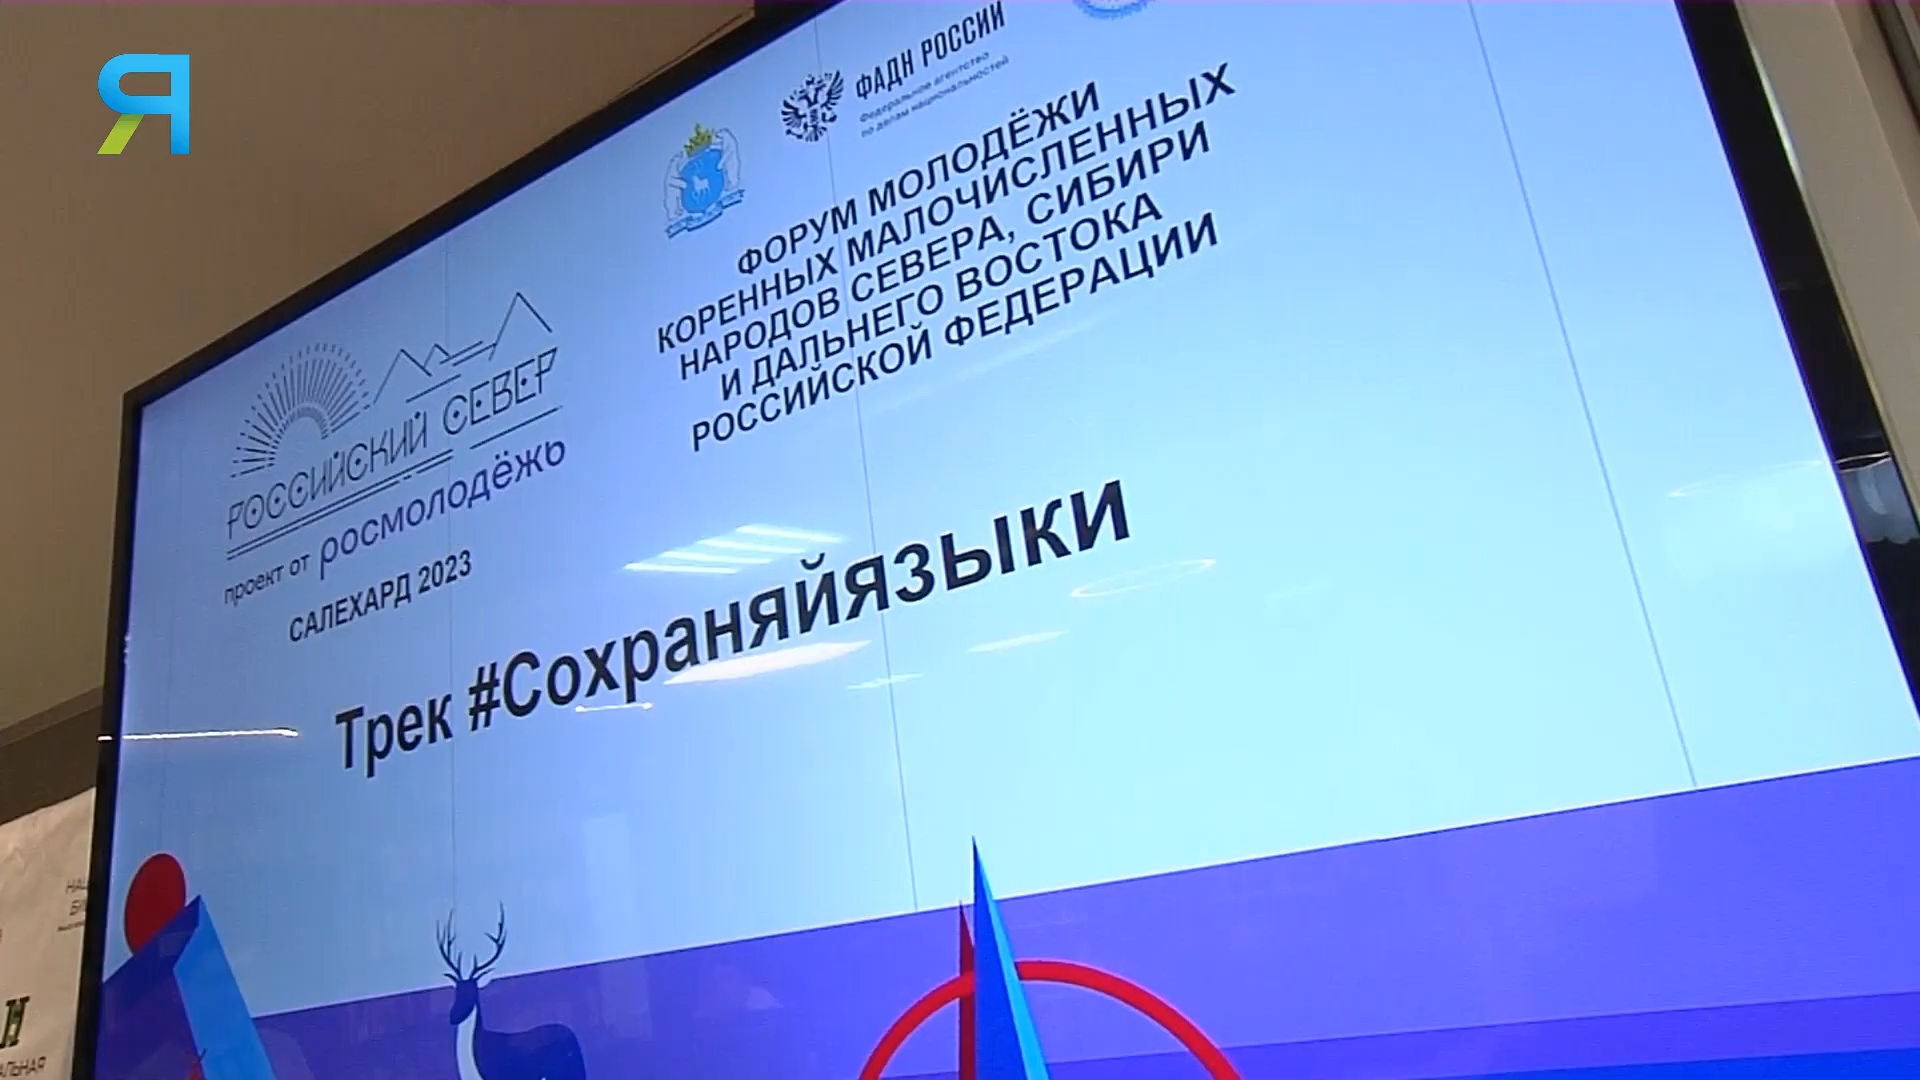 Я
ФАДН РОССИИ
Федеральное агентство
по делам национальностей
ФОРУМ МОЛОДЁЖИ
КОРЕННЫХ МАЛОЧИСЛЕННЫХ
НАРОДОВ СЕВЕРА, СИБИРИ
И ДАЛЬНЕГО ВОСТОКА
РОССИЙСКОЙ ФЕДЕРАЦИИ
РОССИЙСКИЙ СЕВЕР
проект от росмолодёжь
САЛЕХАРД 2023
Трек #Сохраняйязыки